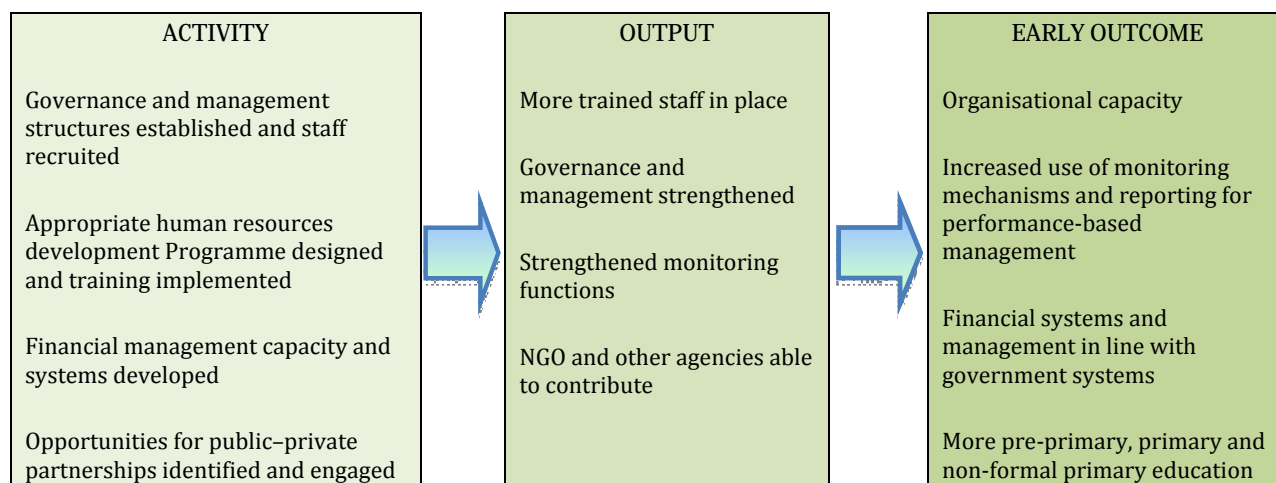 ACTIVITY
Governance and management
structures established and staff
recruited
Appropriate human resources
development Programme designed
and training implemented
Financial management capacity and
systems developed
Opportunities for public–private
partnerships identified and engaged
OUTPUT
More trained staff in place
Governance and
management strengthened
Strengthened monitoring
functions
NGO and other agencies able
to contribute
EARLY OUTCOME
Organisational capacity
Increased use of monitoring
mechanisms and reporting for
performance-based
management
Financial systems and
management in line with
government systems
More pre-primary, primary and
non-formal primary education